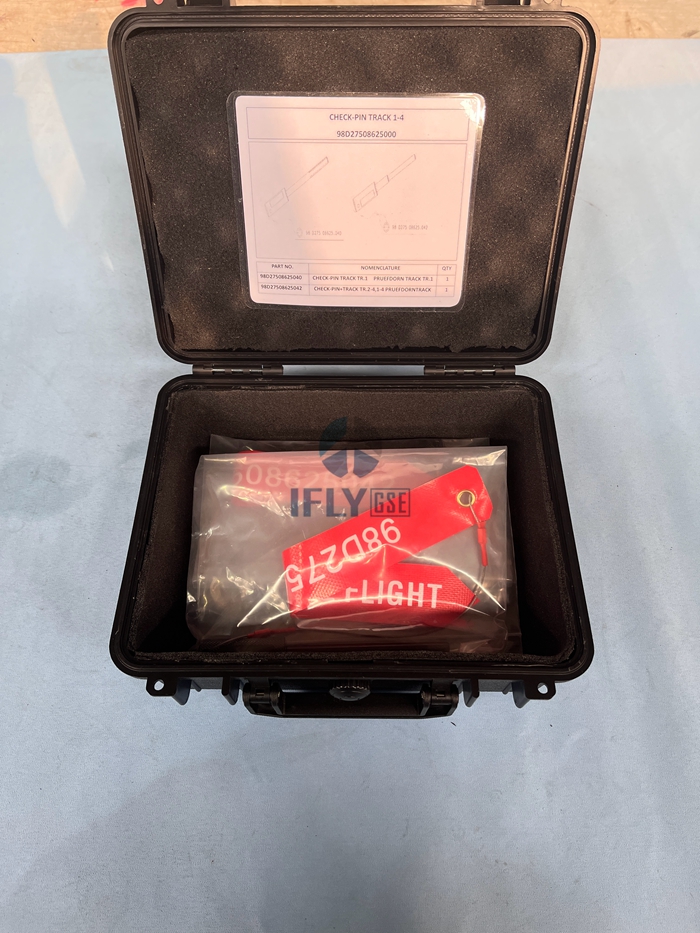 CHECK-PIN TRACK 1-4
98D27508625000
PART NO. NOMENCLATURE QTY
98D27508625040 CHECK-PIN TRACK TR.1 PRUEFDORN TRACK TR.1 1
98D27508625042 CHECK-PIN+TRACK TR.2-4,1-4 PRUEFDORNTRACK 1
IFLY GSE
98D275
FLIGHT